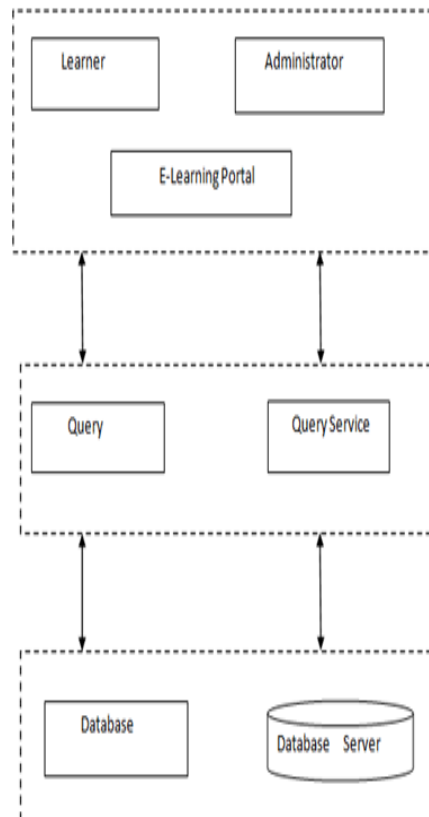 Learner
Administrator
E-Learning Portal
Query
Query Service
Database
Database Server